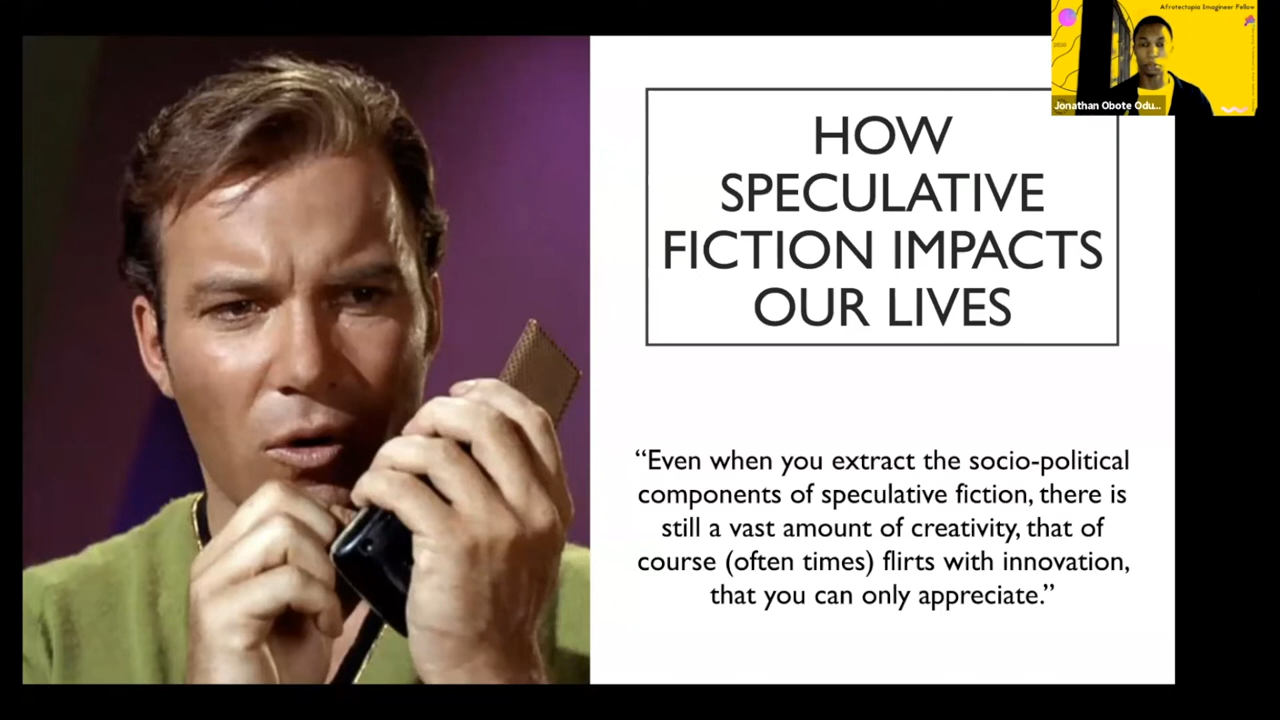 Afrotectopia Imagineer Fellow
2020
Jonathan Obote Odu...
HOW
SPECULATIVE
FICTION IMPACTS
OUR LIVES
“Even when you extract the socio-political
components of speculative fiction, there is
still a vast amount of creativity, that of
course (often times) flirts with innovation,
that you can only appreciate.”